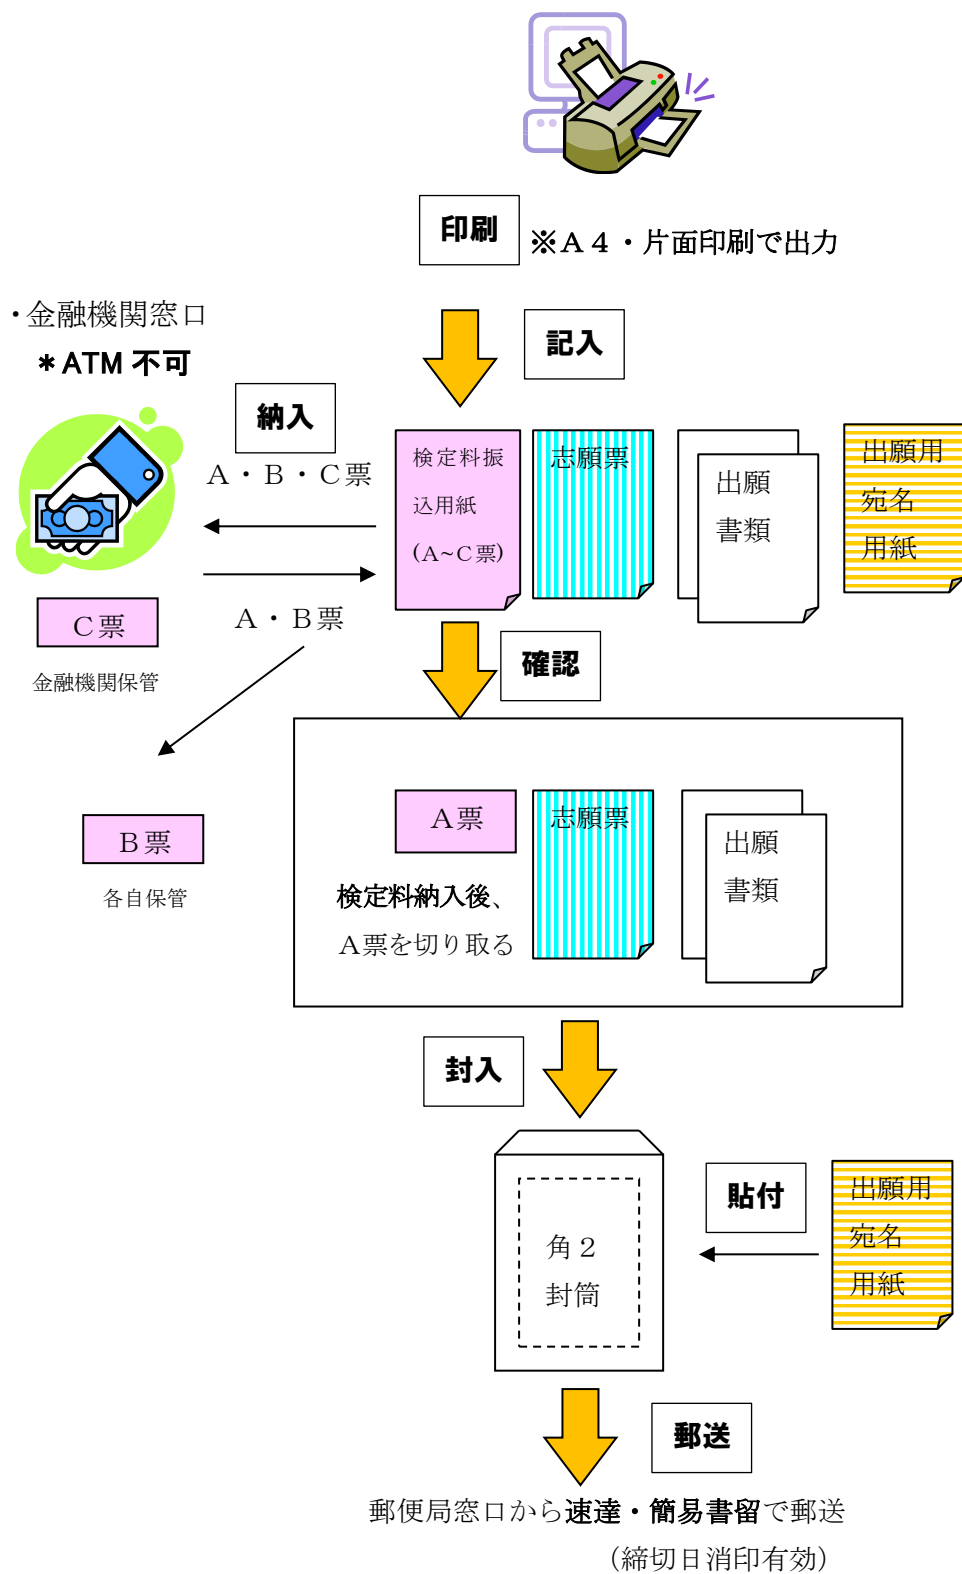 印刷
※Ａ４・片面印刷で出力
・金融機関窓口
＊ATM 不可
記入
納入
Ａ・Ｂ・Ｃ票
検定料振
込用紙
(Ａ~Ｃ票)
志願票
出願
書類
出願用
宛名
用紙
Ａ・Ｂ票
Ｃ票
金融機関保管
確認
Ｂ票
各自保管
Ａ票
検定料納入後、
Ａ票を切り取る
志願票
出願
書類
封入
角２
封筒
貼付
出願用
宛名
用紙
郵送
郵便局窓口から速達・簡易書留で郵送
（締切日消印有効）